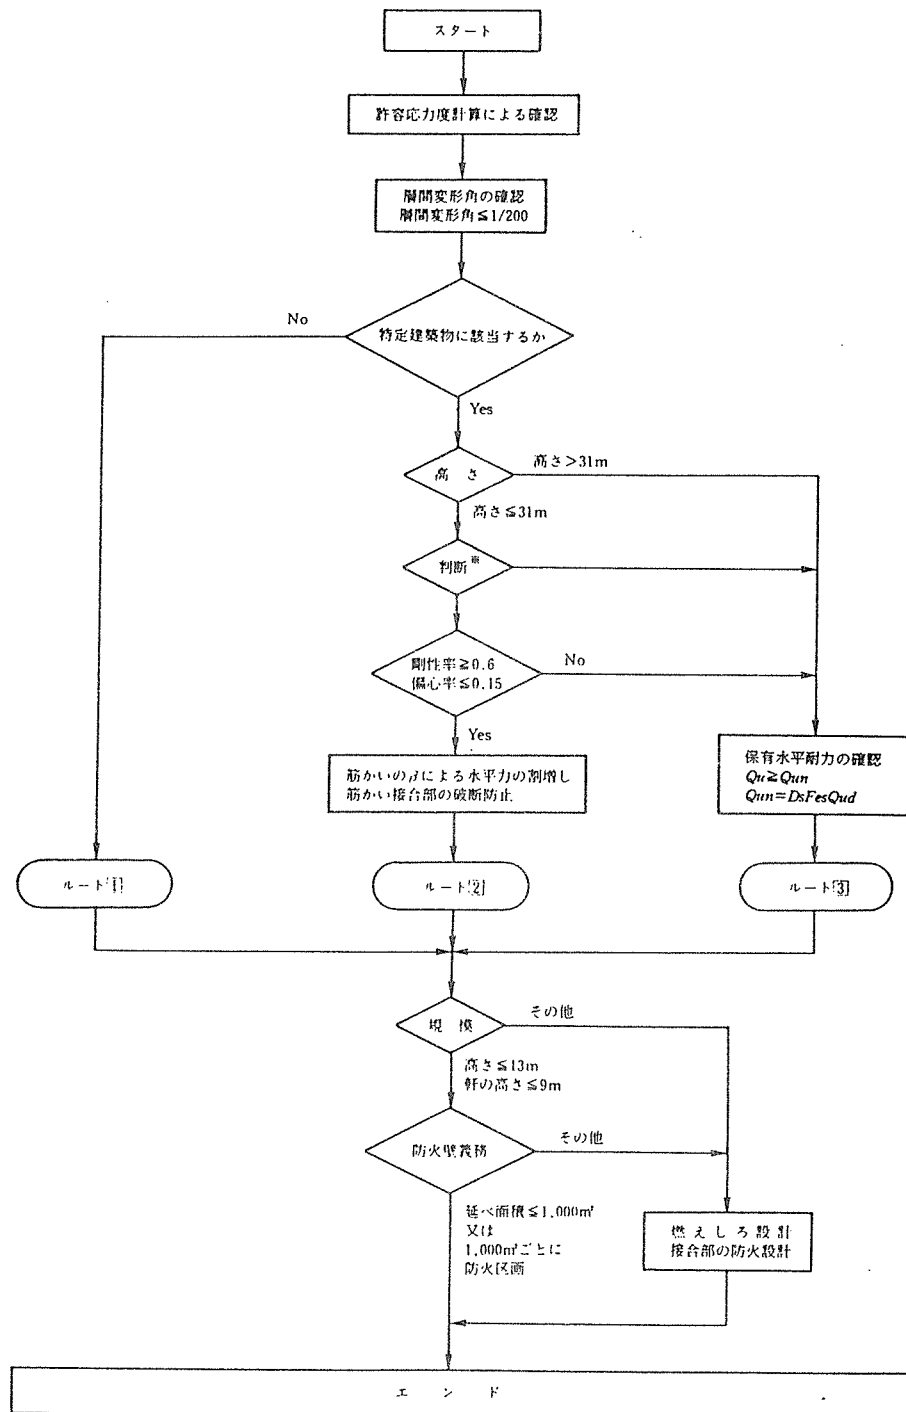 スタート
許容応力度計算による確認
層間変形角の確認
層間変形角≦1/200
特定建築物に該当するか
No
Yes
高さ
高さ>31m
高さ≦31m
判断※
剛性率≧0.6
偏心率≦0.15
No
Yes
筋かいのβによる水平力の割増し
筋かい接合部の破断防止
保有水平耐力の確認
Qu≧Qun
Qun=DsFesQud
ルート[1]
ルート[2]
ルート[3]
規模
その他
高さ≦13m
軒の高さ≦9m
防火壁義務
その他
延べ面積≦1,000㎡
又は
1,000㎡ごとに
防火区画
燃えしろ設計
接合部の防火設計
エンド